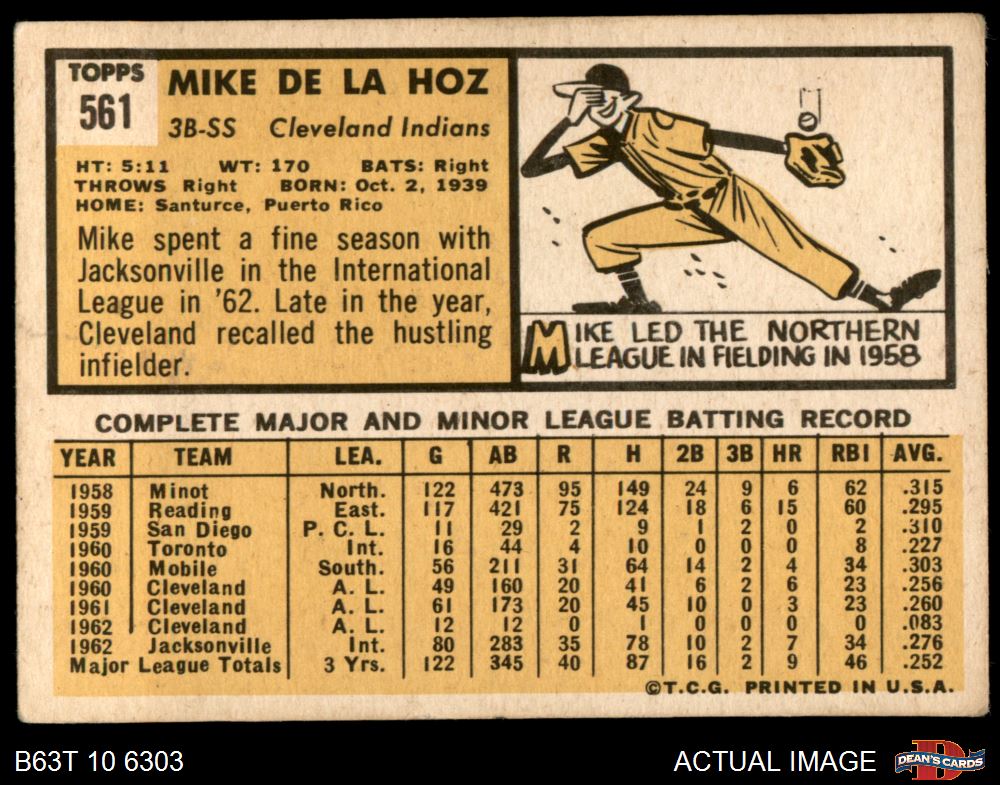 TOPPS
561
MIKE DE LA HOZ
3B-SS Cleveland Indians
HT: 5:11 WT: 170 BATS: Right
THROWS Right BORN: Oct. 2, 1939
HOME: Santurce, Puerto Rico
Mike spent a fine season with
Jacksonville in the International
League in '62. Late in the year,
Cleveland recalled the hustling
infielder.
MIKE LED THE NORTHERN
LEAGUE IN FIELDING IN 1958
COMPLETE MAJOR AND MINOR LEAGUE BATTING RECORD
YEAR TEAM LEA. G AB R H 2B 3B HR RBI AVG.
1958 Minot North. 122 473 95 149 24 9 6 62 .315
1959 Reading East. 117 421 75 124 18 6 15 60 .295
1959 San Diego P. C. L. 11 29 2 9 1 2 0 2 .310
1960 Toronto Int. 16 44 4 10 0 0 0 8 .227
1960 Mobile South. 56 211 31 64 14 2 4 34 .303
1960 Cleveland A. L. 49 160 20 41 6 2 6 23 .256
1961 Cleveland A. L. 61 173 20 45 10 0 3 23 .260
1962 Cleveland A. L. 12 12 0 1 0 0 0 0 .083
1962 Jacksonville Int. 80 283 35 78 10 2 7 34 .276
Major League Totals 3 Yrs. 122 345 40 87 16 2 9 46 .252
©T.C.G. PRINTED IN U.S.A.
B63T 10 6303
ACTUAL IMAGE
D
DEAN'S CARDS